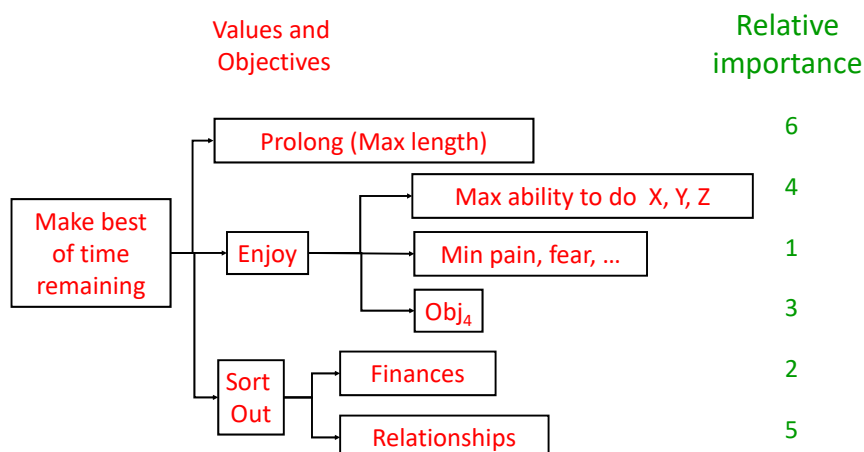 Values and
Objectives
Relative
importance
Prolong (Max length)
6
Max ability to do X, Y, Z
4
Make best
of time
remaining
Enjoy
Min pain, fear, ...
1
Obj₄
3
Sort
Out
Finances
2
Relationships
5